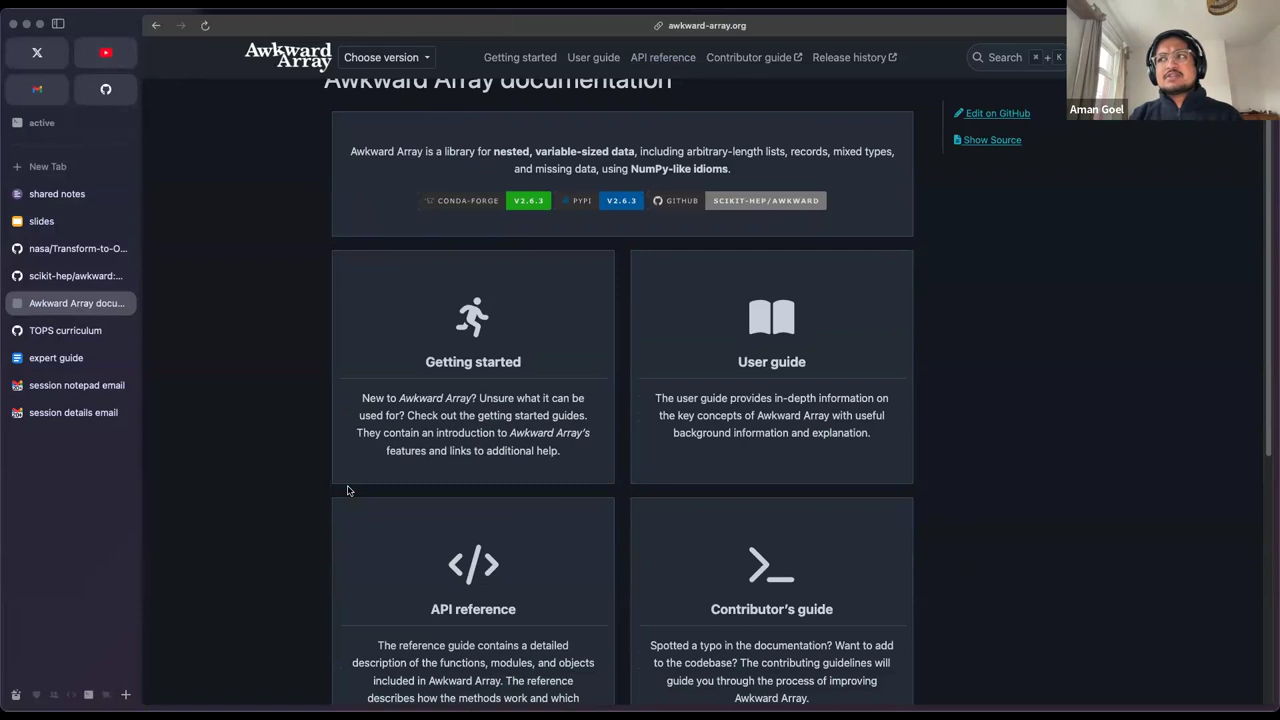 awkward-array.org
Awkward Array
Choose version
Getting started
User guide
API reference
Contributor guide
Release history
Search
⌘ + K
Aman Goel
active
New Tab
shared notes
slides
nasa/Transform-to-O...
scikit-hep/awkward:...
Awkward Array docu...
TOPS curriculum
expert guide
session notepad email
session details email
Awkward Array documentation
Awkward Array is a library for nested, variable-sized data, including arbitrary-length lists, records, mixed types,
and missing data, using NumPy-like idioms.
CONDA-FORGE V2.6.3 PYPI V2.6.3 GITHUB SCIKIT-HEP/AWKWARD
Edit on GitHub
Show Source
Getting started
New to Awkward Array? Unsure what it can be
used for? Check out the getting started guides.
They contain an introduction to Awkward Array's
features and links to additional help.
User guide
The user guide provides in-depth information on
the key concepts of Awkward Array with useful
background information and explanation.
API reference
The reference guide contains a detailed
description of the functions, modules, and objects
included in Awkward Array. The reference
describes how the methods work and which
Contributor's guide
Spotted a typo in the documentation? Want to add
to the codebase? The contributing guidelines will
guide you through the process of improving
Awkward Array.